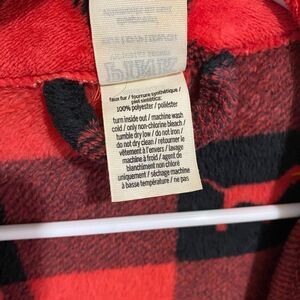 faux fur / fourrure synthétique /
piel sintética:
100% polyester / poliéster
turn inside out / machine wash
cold / only non-chlorine bleach /
tumble dry low / do not iron /
do not dry clean / retourner le
vêtement à l'envers / lavage
machine à froid / agent de
blanchiment non chloré
uniquement / séchage machine
à basse température / ne pas